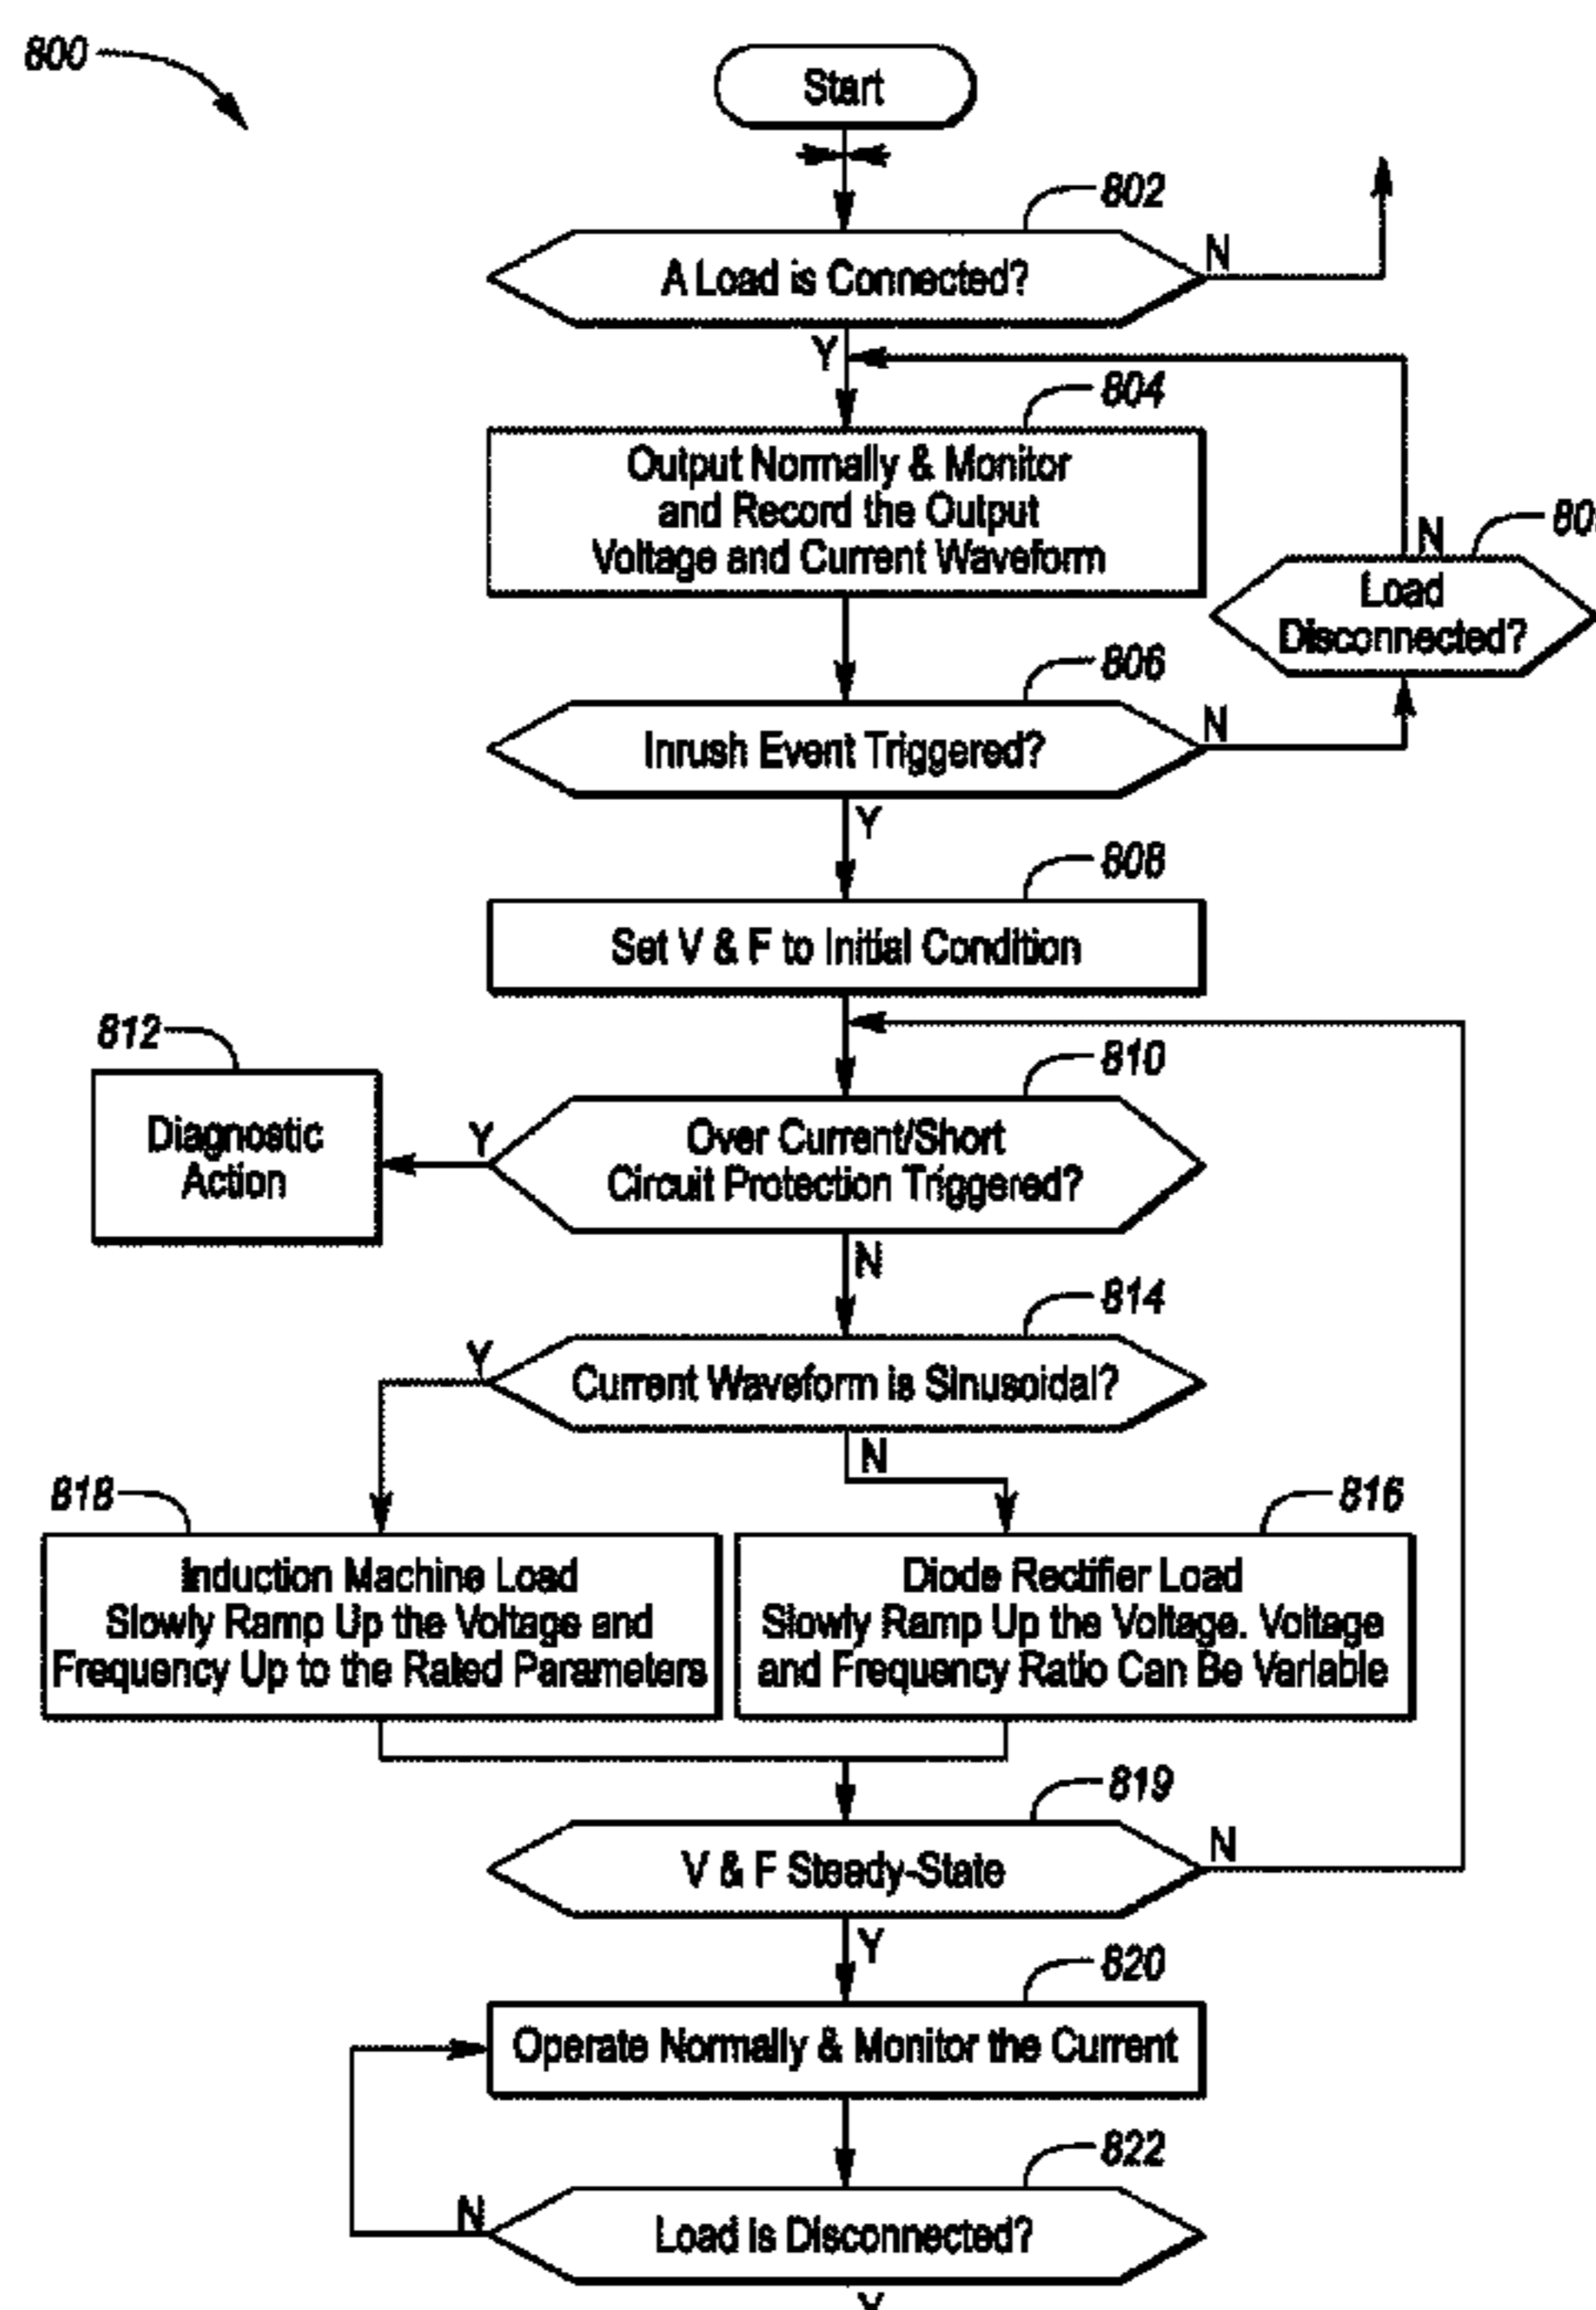 800
Start
802
A Load is Connected?
N
Y
804
Output Normally & Monitor
and Record the Output
Voltage and Current Waveform
N
Load
Disconnected?
806
Inrush Event Triggered?
N
Y
808
Set V & F to Initial Condition
812
Diagnostic
Action
810
Y
Over Current/Short
Circuit Protection Triggered?
N
814
Y
Current Waveform is Sinusoidal?
N
818
Induction Machine Load
Slowly Ramp Up the Voltage and
Frequency Up to the Rated Parameters
816
Diode Rectifier Load
Slowly Ramp Up the Voltage. Voltage
and Frequency Ratio Can Be Variable
819
V & F Steady-State
N
Y
820
Operate Normally & Monitor the Current
822
N
Load is Disconnected?
Y